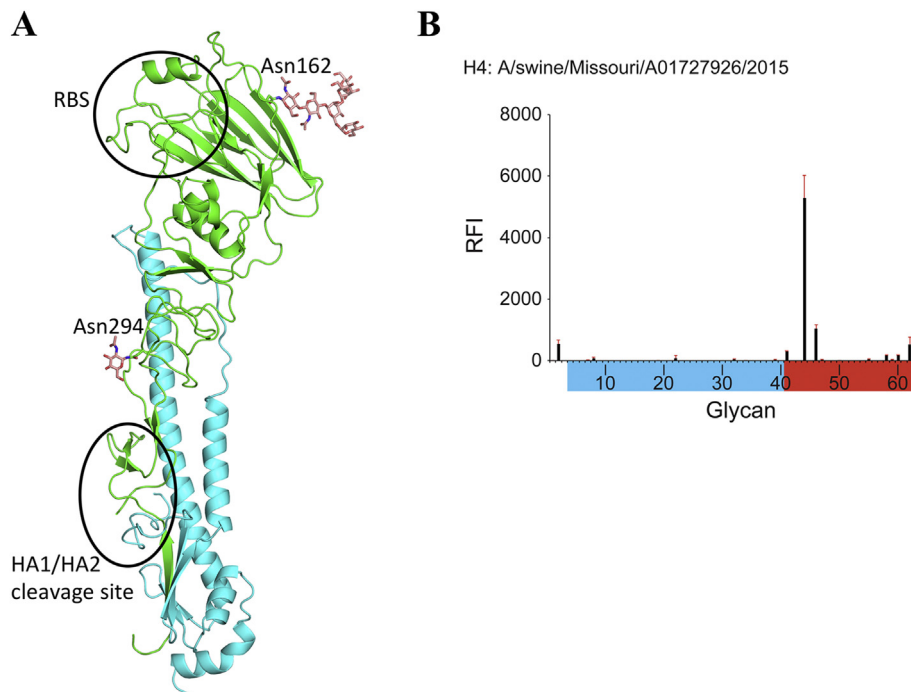 A
Asn162
RBS
Asn294
HA1/HA2
cleavage site
B
H4: A/swine/Missouri/A01727926/2015
8000
6000
RFI
4000
2000
0
10 20 30 40 50 60
Glycan